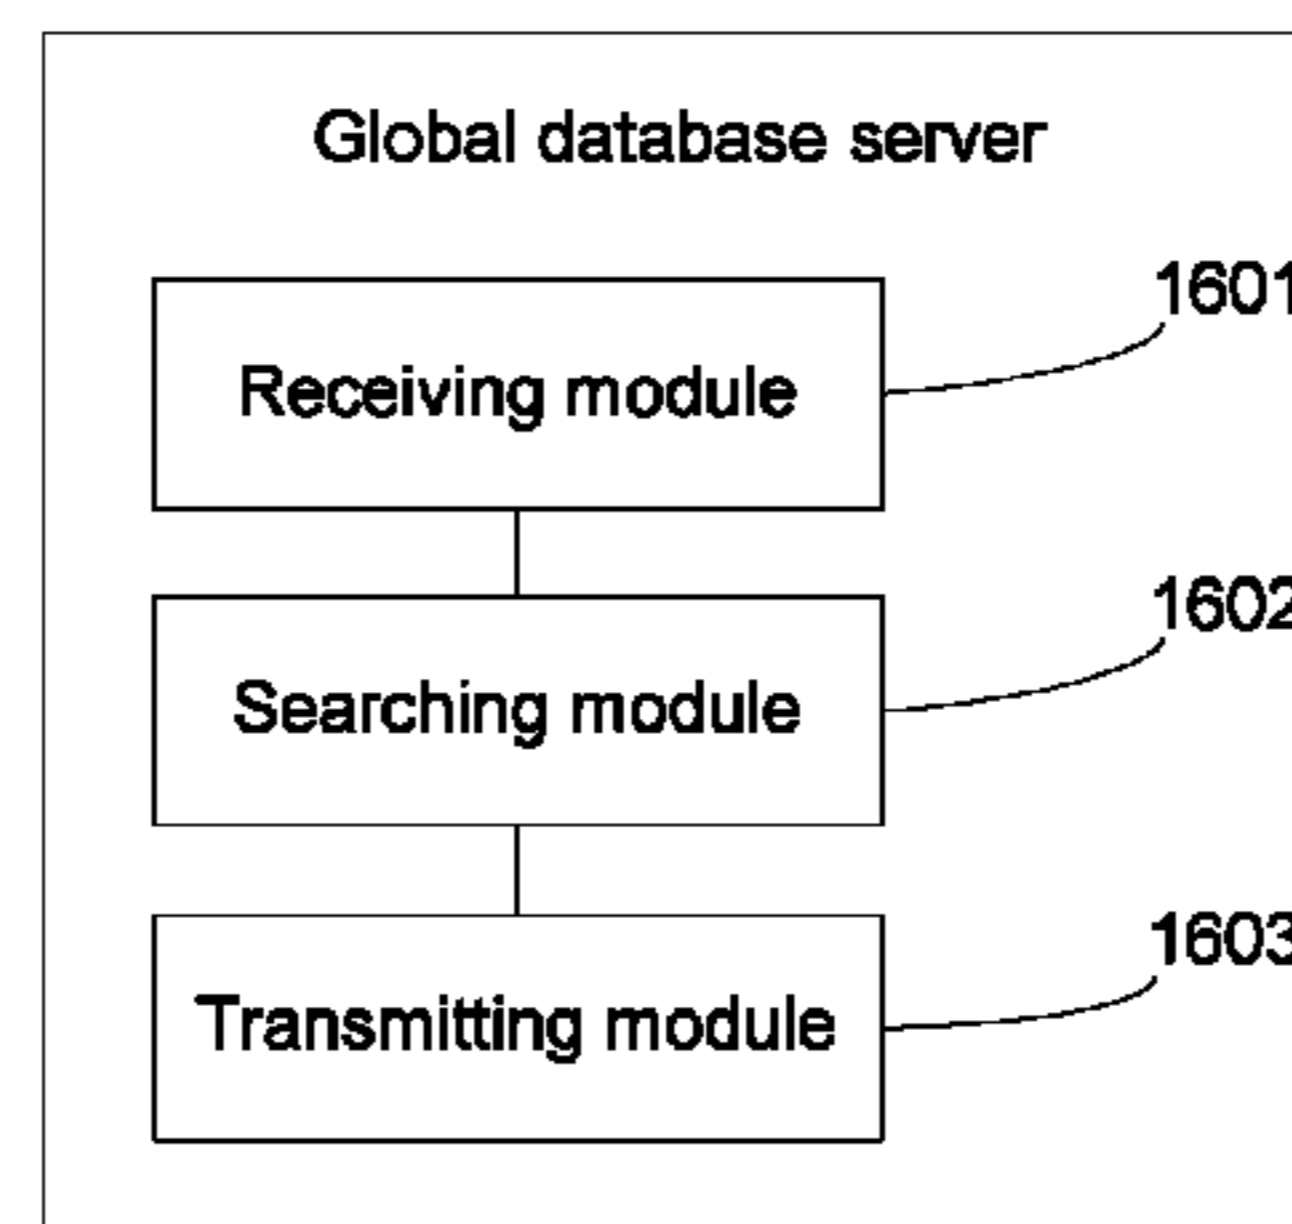 Global database server
1601
Receiving module
1602
Searching module
1603
Transmitting module